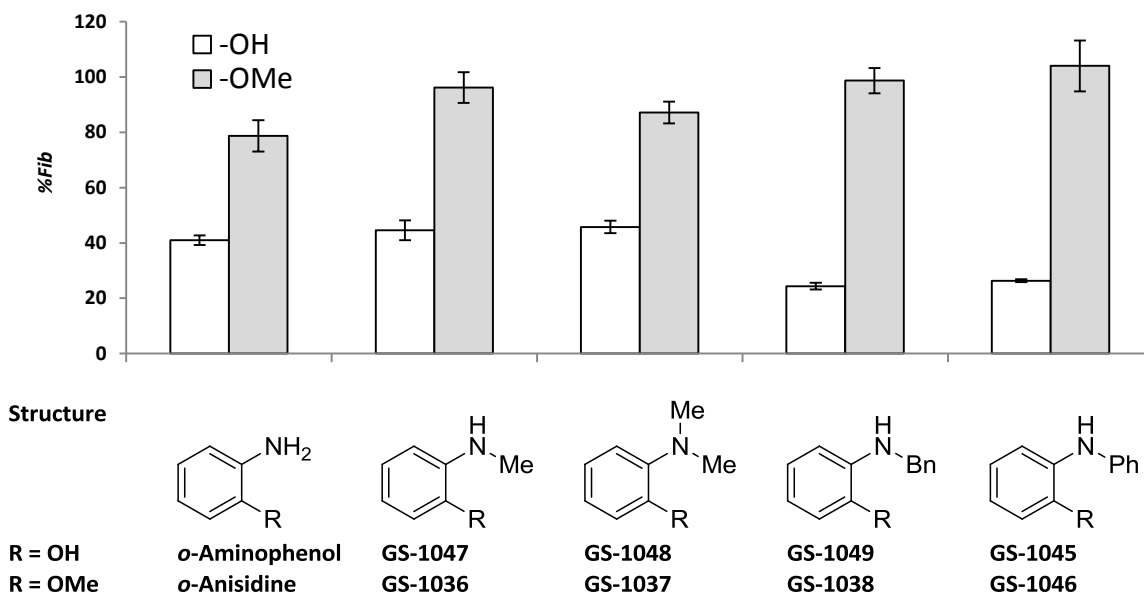 120
100
80
60
40
20
0
%Fib
-OH
-OMe
Structure
NH2
R
H
N
Me
R
Me
N
Me
R
H
N
Bn
R
H
N
Ph
R
R = OH o-Aminophenol GS-1047 GS-1048 GS-1049 GS-1045
R = OMe o-Anisidine GS-1036 GS-1037 GS-1038 GS-1046